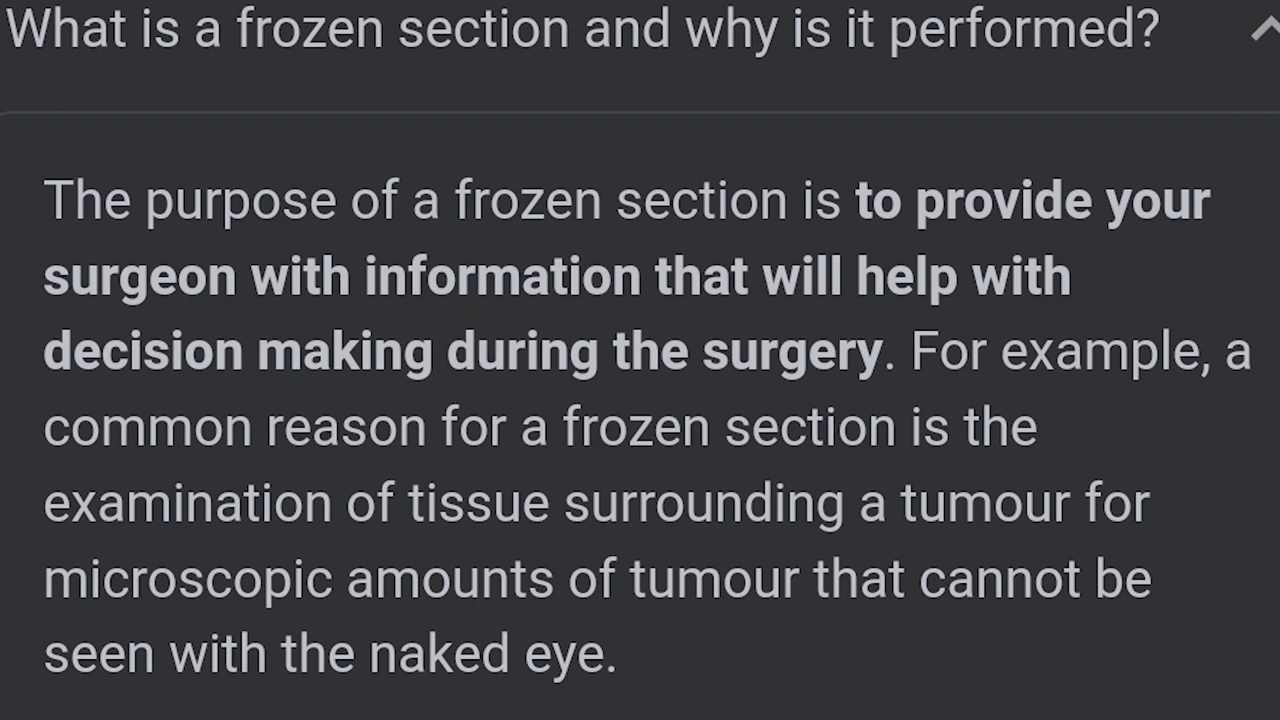 What is a frozen section and why is it performed?
The purpose of a frozen section is to provide your
surgeon with information that will help with
decision making during the surgery. For example, a
common reason for a frozen section is the
examination of tissue surrounding a tumour for
microscopic amounts of tumour that cannot be
seen with the naked eye.